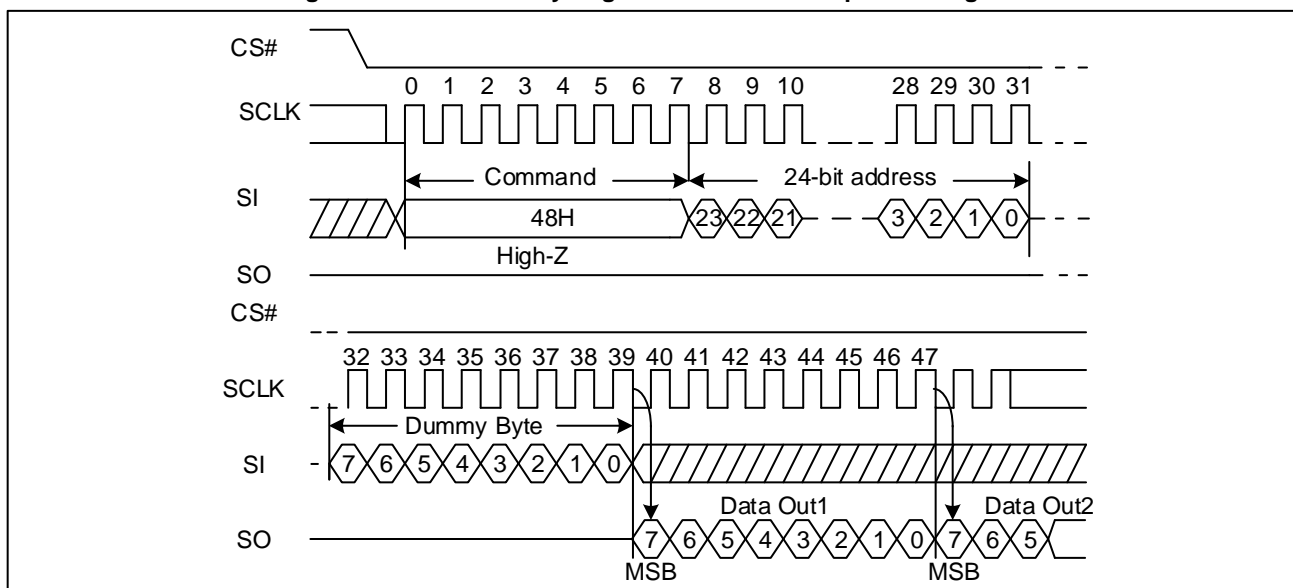 CS#
0 1 2 3 4 5 6 7 8 9 10 28 29 30 31
SCLK
Command 24-bit address
SI
48H 23 22 21 3 2 1 0
High-Z
SO
CS#
32 33 34 35 36 37 38 39 40 41 42 43 44 45 46 47
SCLK
Dummy Byte
SI 7 6 5 4 3 2 1 0
Data Out1 Data Out2
SO 7 6 5 4 3 2 1 0 7 6 5
MSB MSB